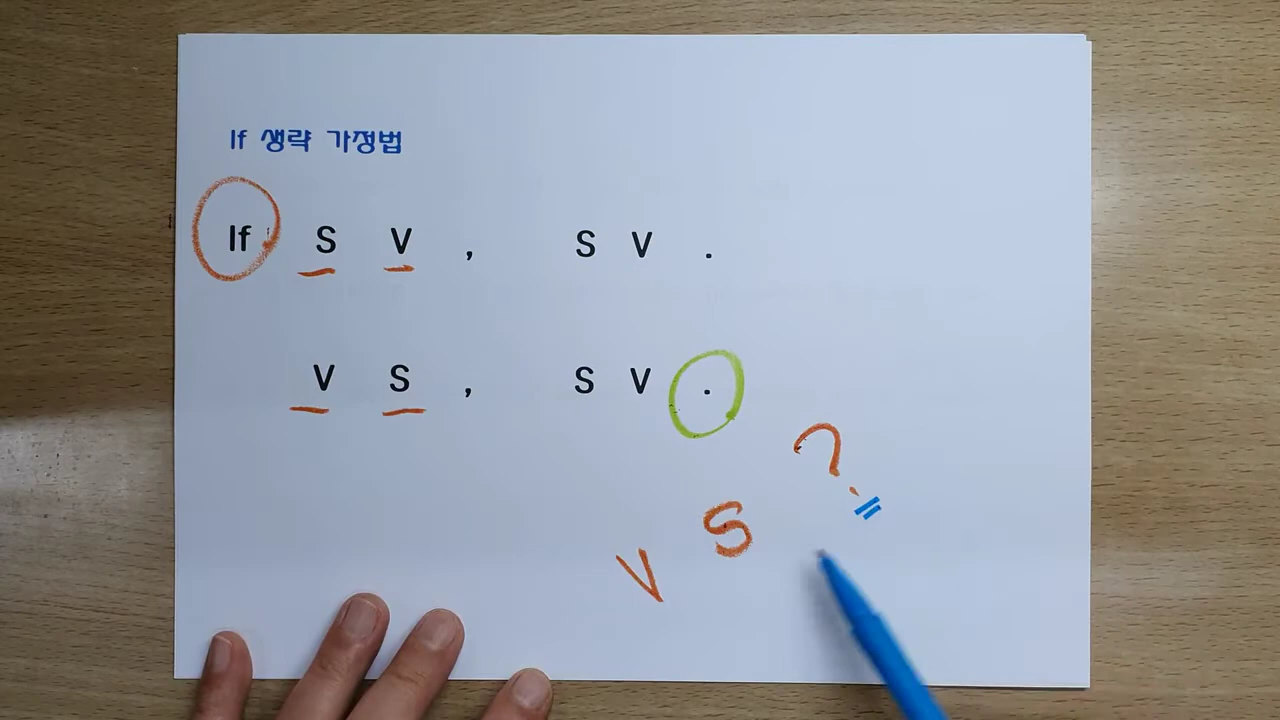 If 생략 가정법
If S V , S V .
V S , S V .
?
V S